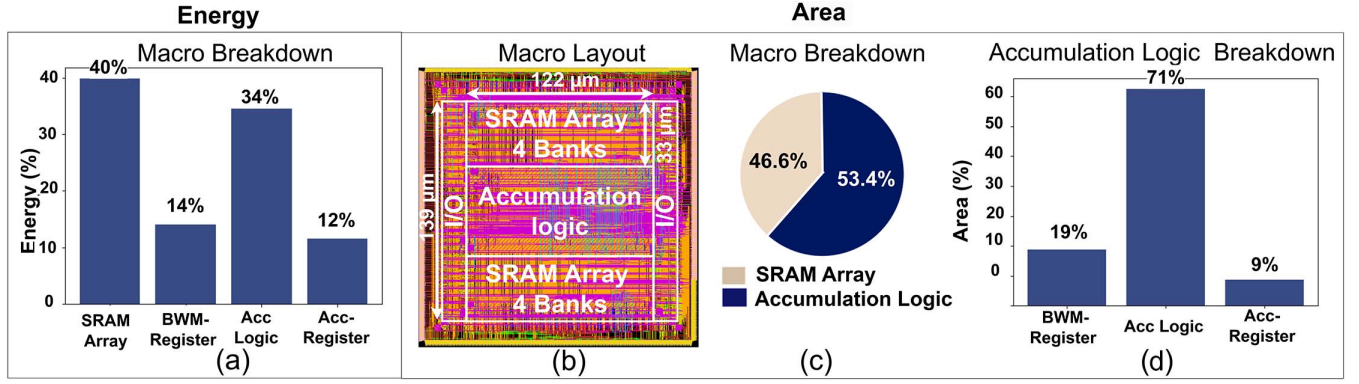 Energy
Area
Macro Breakdown
Energy (%)
40
30
20
10
0
40%
14%
34%
12%
SRAM
Array
BWM-
Register
Acc
Logic
Acc-
Register
(a)
Macro Layout
122 µm
139 µm
33 µm
I/O
SRAM Array
4 Banks
Accumulation
logic
SRAM Array
4 Banks
I/O
(b)
Macro Breakdown
46.6%
53.4%
SRAM Array
Accumulation Logic
(c)
Accumulation Logic Breakdown
Area (%)
60
50
40
30
20
10
0
19%
71%
9%
BWM-
Register
Acc Logic
Acc-
Register
(d)